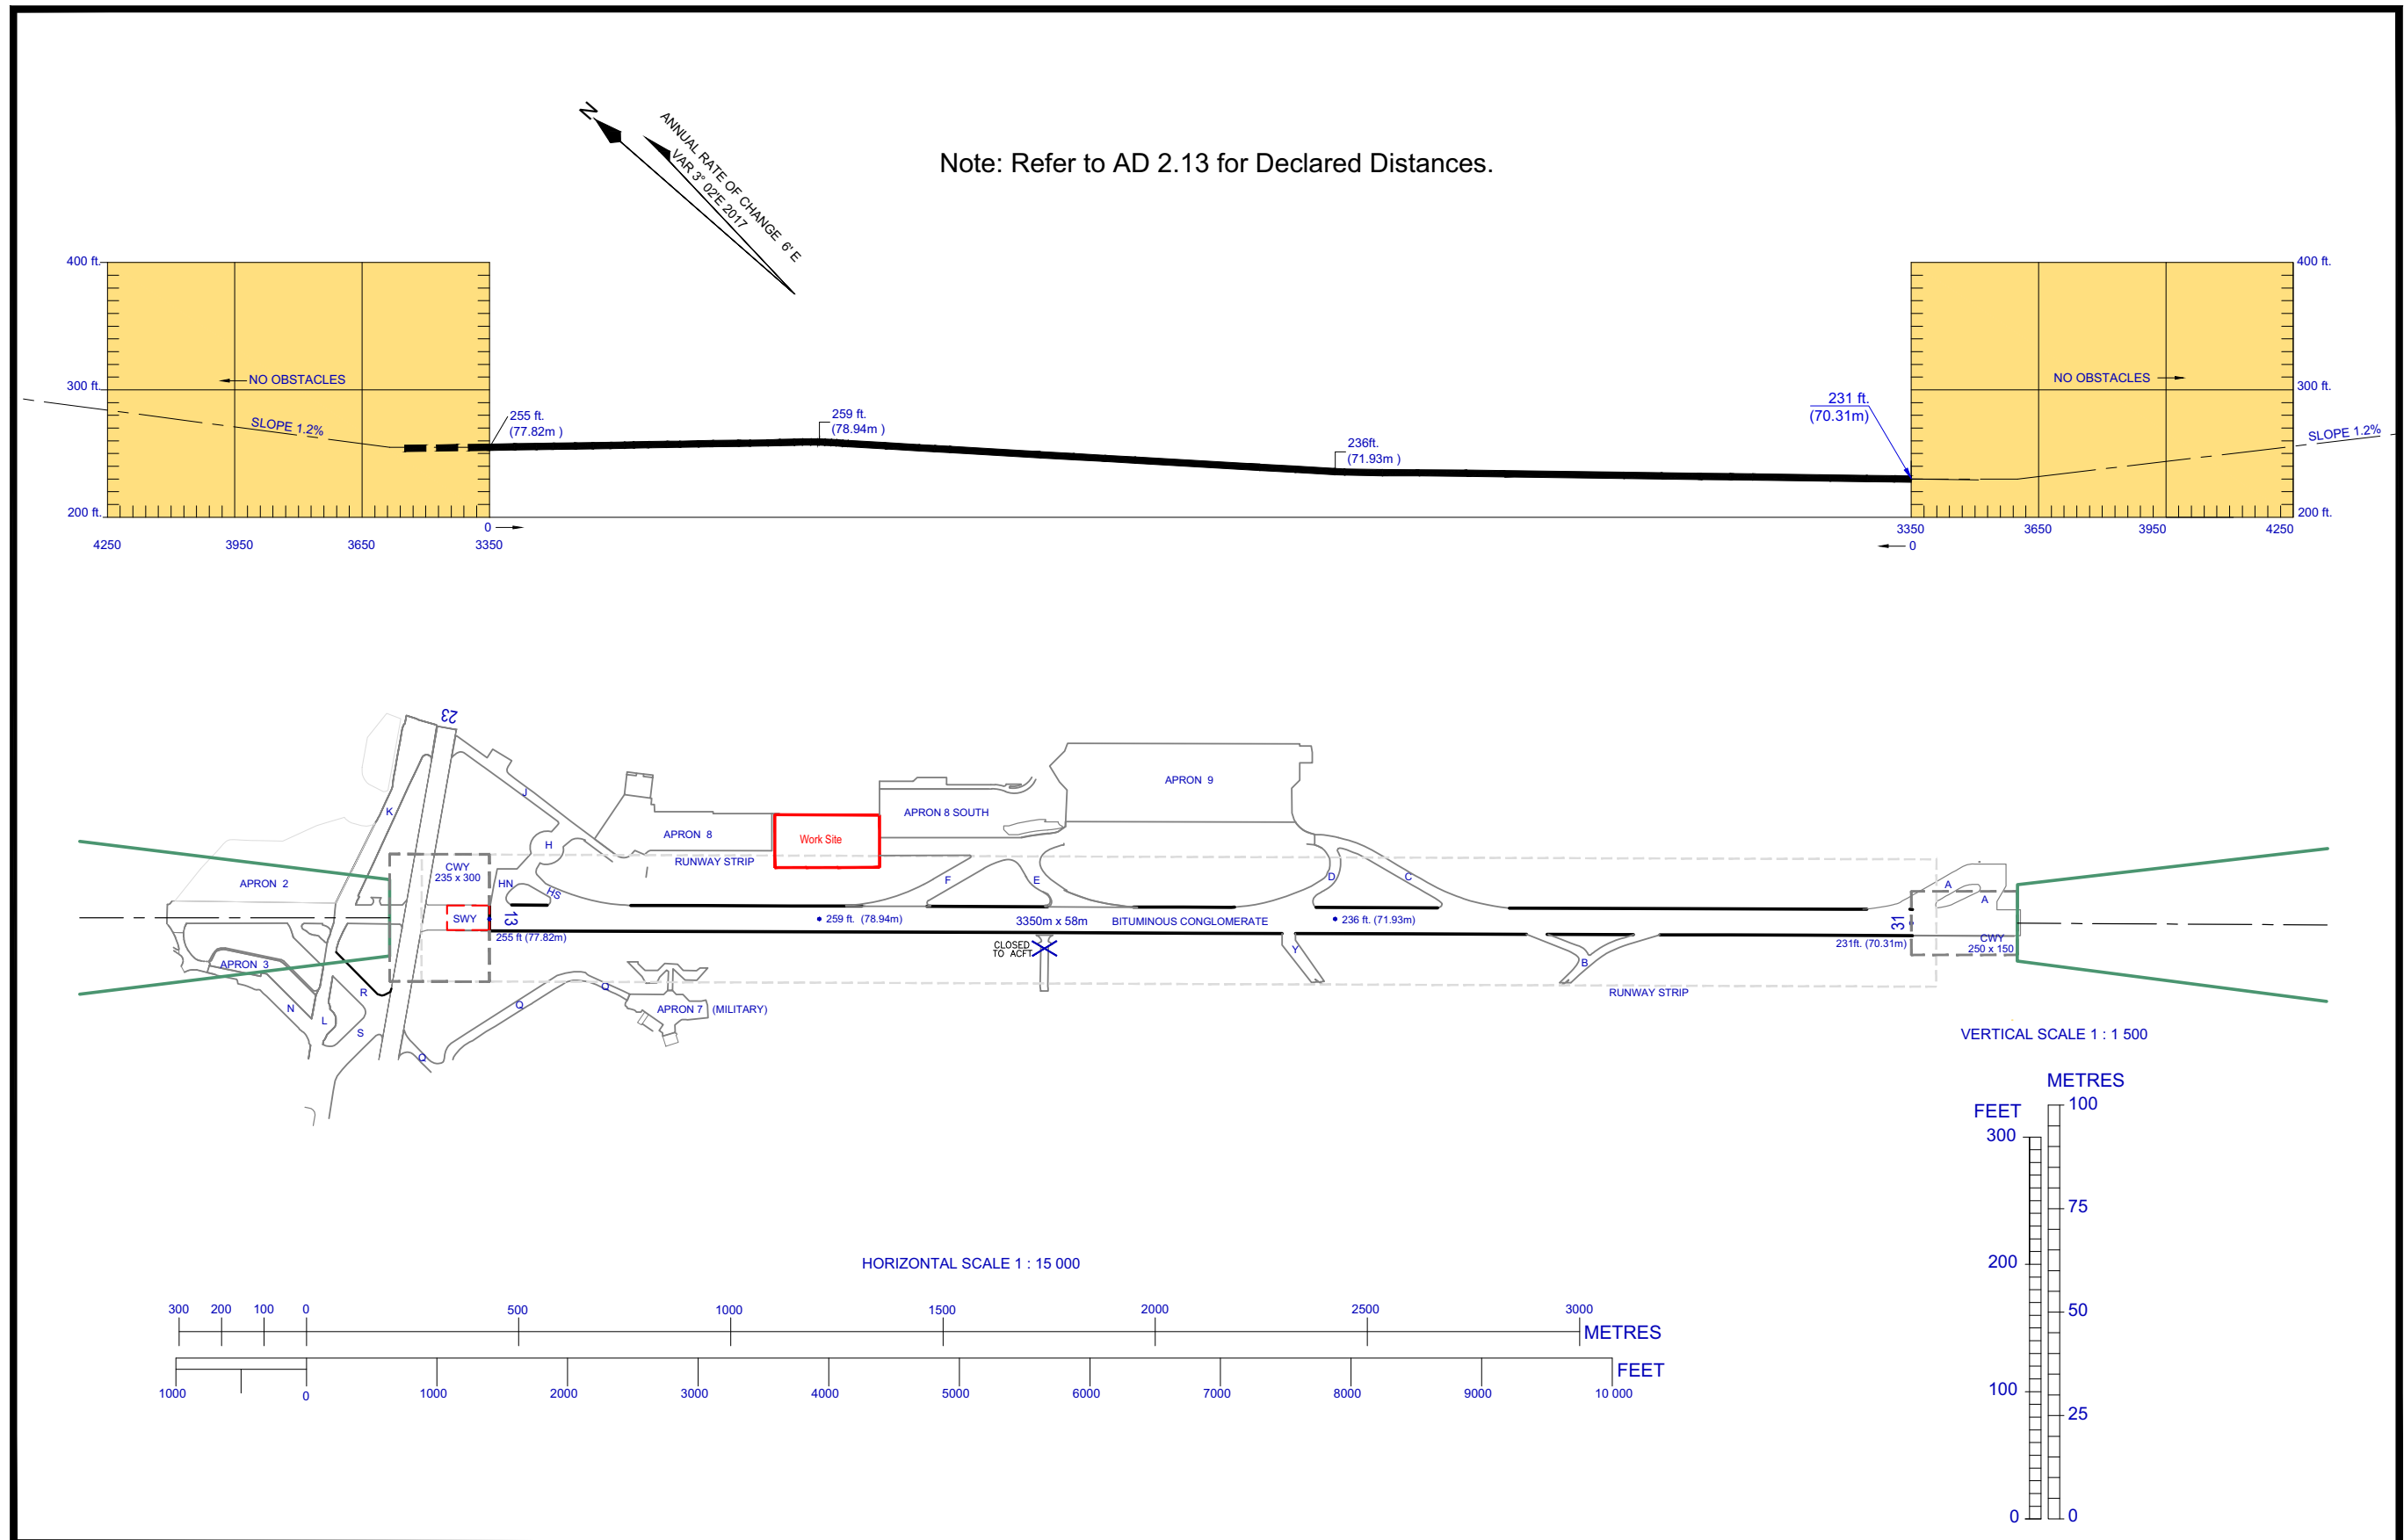 N
ANNUAL RATE OF CHANGE 6' E
VAR 3° 02'E 2017
Note: Refer to AD 2.13 for Declared Distances.
400 ft.
300 ft.
200 ft.
NO OBSTACLES
SLOPE 1.2%
255 ft.
(77.82m )
259 ft.
(78.94m )
236ft.
(71.93m )
231 ft.
(70.31m)
400 ft.
300 ft.
200 ft.
NO OBSTACLES
SLOPE 1.2%
0
4250 3950 3650 3350
3350 3650 3950 4250
0
23
K
J
H
HN
HS
APRON 8
Work Site
APRON 8 SOUTH
APRON 9
RUNWAY STRIP
F
E
D
C
A
A
APRON 2
CWY
235 x 300
SWY
13
255 ft (77.82m)
259 ft. (78.94m)
3350m x 58m
BITUMINOUS CONGLOMERATE
236 ft. (71.93m)
31
231ft. (70.31m)
CWY
250 x 150
CLOSED
TO ACFT
Y
B
RUNWAY STRIP
APRON 3
N
L
R
S
Q
Q
Q
APRON 7 (MILITARY)
VERTICAL SCALE 1 : 1 500
METRES
FEET
100
75
50
25
0
300
200
100
0
HORIZONTAL SCALE 1 : 15 000
300 200 100 0 500 1000 1500 2000 2500 3000
METRES
FEET
1000 0 1000 2000 3000 4000 5000 6000 7000 8000 9000 10 000